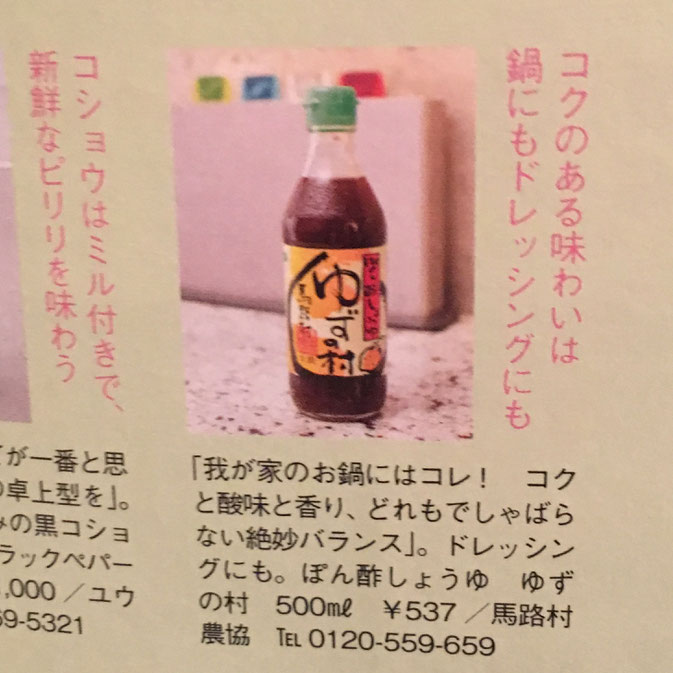 コクのある味わいは
鍋にもドレッシングにも
ゆずの村
「我が家のお鍋にはコレ！　コク
と酸味と香り、どれもでしゃばら
ない絶妙バランス」。ドレッシン
グにも。ぽん酢しょうゆ　ゆず
の村　500㎖　￥537／馬路村
農協　℡ 0120-559-659
コショウはミル付きで、
新鮮なピリリを味わう
が一番と思
卓上型を」。
の黒コショ
ラックペパー
,000／ユウ
9-5321